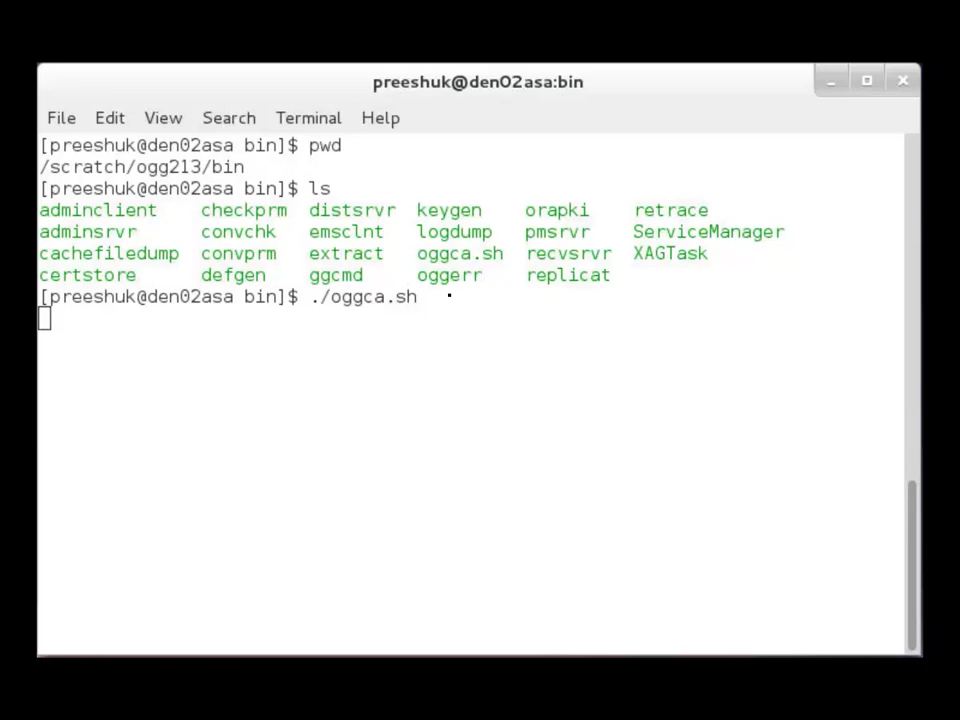 preeshuk@den02asa:bin
File Edit View Search Terminal Help
[preeshuk@den02asa bin]$ pwd
/scratch/ogg213/bin
[preeshuk@den02asa bin]$ ls
adminclient checkprm distsrvr keygen orapki retrace
adminsrvr convchk emsclnt logdump pmsrvr ServiceManager
cachefiledump convprm extract oggca.sh recvsrvr XAGTask
certstore defgen ggcmd oggerr replicat
[preeshuk@den02asa bin]$ ./oggca.sh